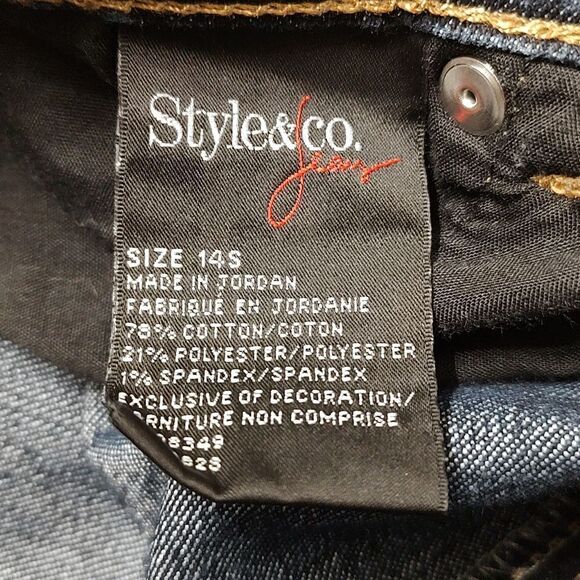 Style&co.
Jeans
SIZE 14S
MADE IN JORDAN
FABRIQUE EN JORDANIE
78% COTTON/COTON
21% POLYESTER/POLYESTER
1% SPANDEX/SPANDEX
EXCLUSIVE OF DECORATION/
NON COMPRISE